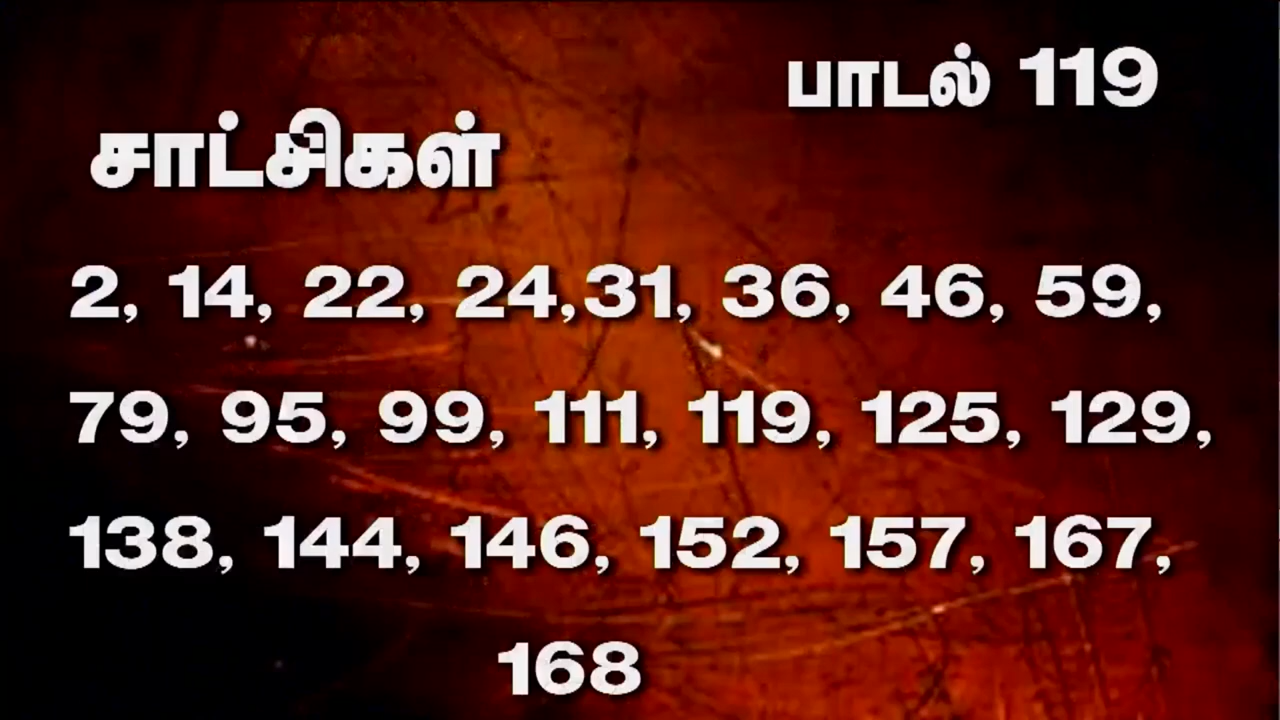 பாடல் 119
சாட்சிகள்
2, 14, 22, 24,31, 36, 46, 59,
79, 95, 99, 111, 119, 125, 129,
138, 144, 146, 152, 157, 167,
168